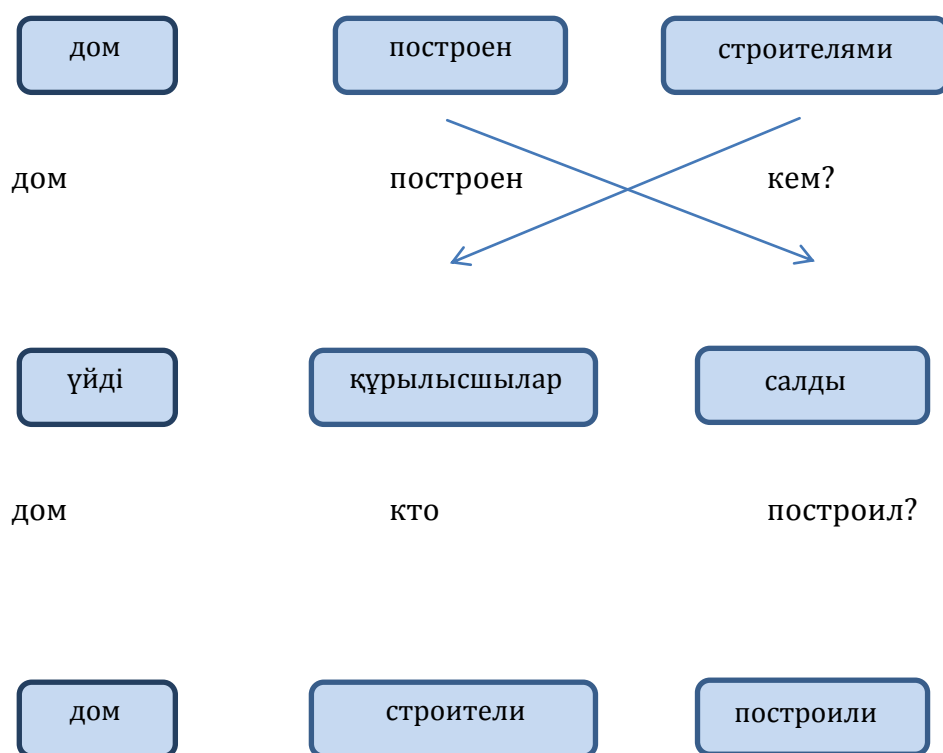 дом построен строителями
дом построен кем?
үйді құрылысшылар салды
дом кто построил?
дом строители построили